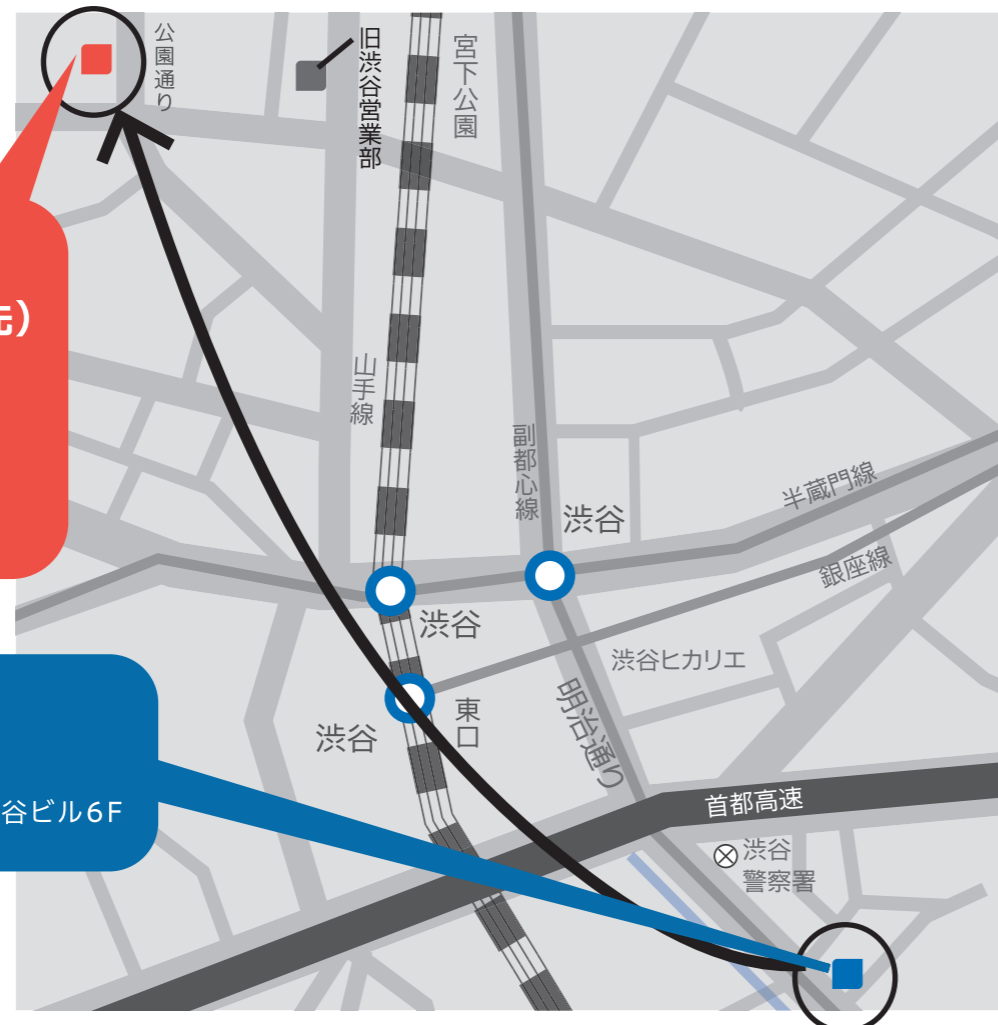 公園通り
旧渋谷営業部
宮下公園
先）
山手線
副都心線
渋谷
半蔵門線
銀座線
渋谷
渋谷ヒカリエ
渋谷
東口
明治通り
谷ビル6F
首都高速
渋谷
警察署